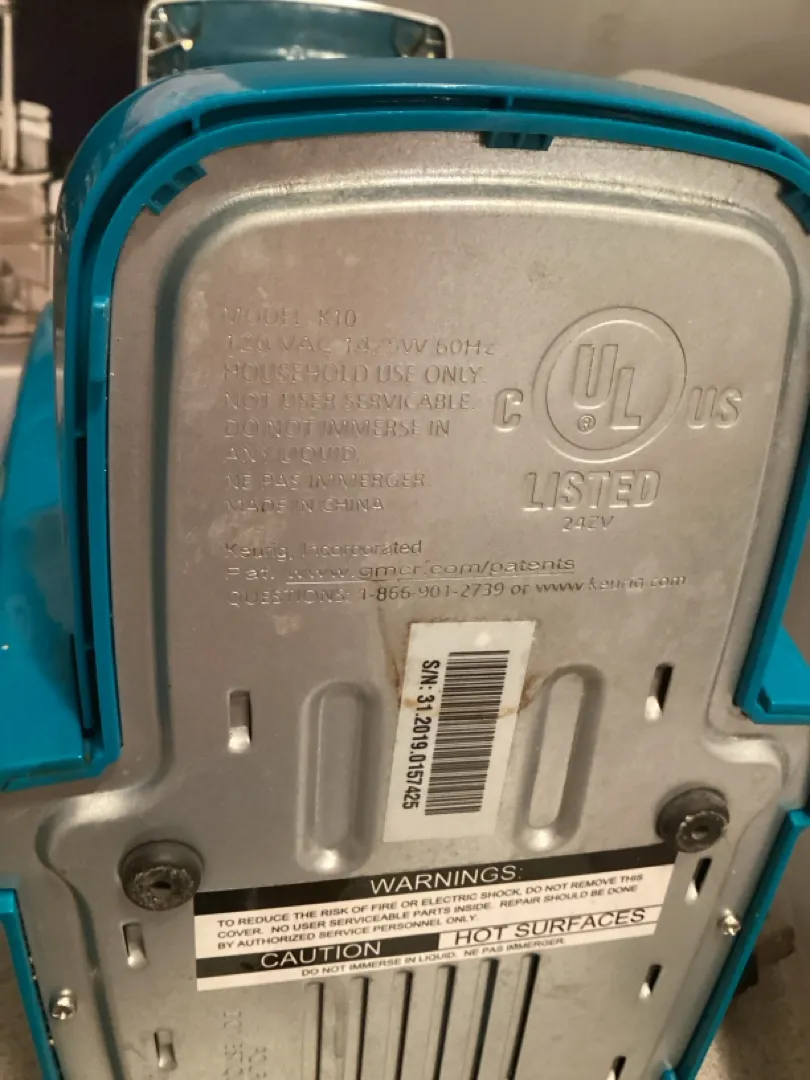 MODEL K10
120 VAC 1475W 60Hz
HOUSEHOLD USE ONLY.
NOT USER SERVICABLE.
DO NOT IMMERSE IN
ANY LIQUID.
NE PAS IMMERGER.
MADE IN CHINA
C UL ® US
LISTED
24ZV
Keurig, Incorporated
Pat. www.gmcr.com/patents
QUESTIONS: 1-866-901-2739 or www.keurig.com
S/N: 31.2019.0157425
WARNINGS:
TO REDUCE THE RISK OF FIRE OR ELECTRIC SHOCK, DO NOT REMOVE THIS
COVER. NO USER SERVICEABLE PARTS INSIDE. REPAIR SHOULD BE DONE
BY AUTHORIZED SERVICE PERSONNEL ONLY.
CAUTION HOT SURFACES
DO NOT IMMERSE IN LIQUID. NE PAS IMMERGER.